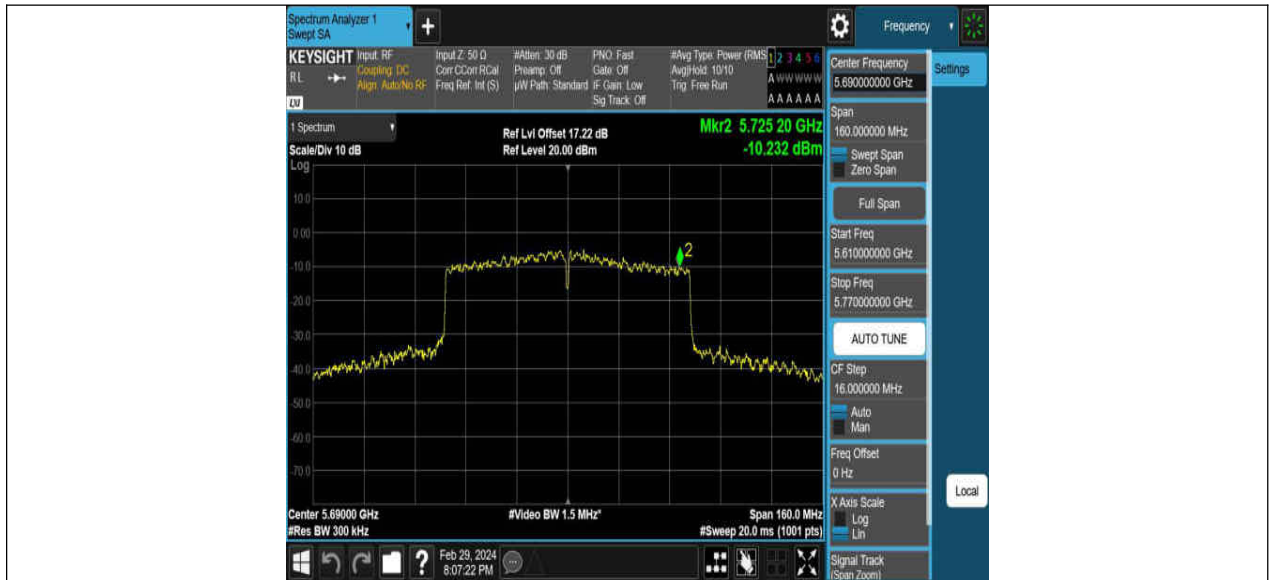 Spectrum Analyzer 1
Swept SA
+
Frequency
KEYSIGHT
RL
Input: RF
Coupling: DC
Align: Auto/No RF
Input Z: 50 Ω
Corr CCorr RCal
Freq Ref: Int (S)
#Atten: 30 dB
Preamp: Off
µW Path: Standard
PNO: Fast
Gate: Off
IF Gain: Low
Sig Track: Off
#Avg Type: Power (RMS
Avg|Hold: 10/10
Trig: Free Run
1 2 3 4 5 6
A W W W W W
A A A A A A
1 Spectrum
Scale/Div 10 dB
Log
Ref Lvl Offset 17.22 dB
Ref Level 20.00 dBm
Mkr2 5.725 20 GHz
-10.232 dBm
10.0
0.00
-10.0
-20.0
-30.0
-40.0
-50.0
-60.0
-70.0
2
Center 5.69000 GHz
#Res BW 300 kHz
#Video BW 1.5 MHz*
Span 160.0 MHz
#Sweep 20.0 ms (1001 pts)
?
Feb 29, 2024
8:07:22 PM
Center Frequency
5.690000000 GHz
Settings
Span
160.000000 MHz
Swept Span
Zero Span
Full Span
Start Freq
5.610000000 GHz
Stop Freq
5.770000000 GHz
AUTO TUNE
CF Step
16.000000 MHz
Auto
Man
Freq Offset
0 Hz
X Axis Scale
Log
Lin
Local
Signal Track
(Span Zoom)